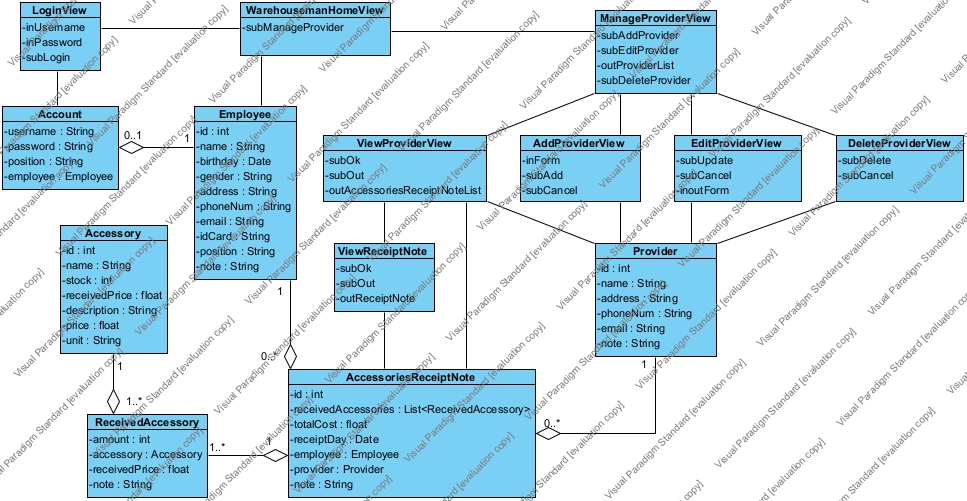 LoginView
-inUsername
-inPassword
-subLogin
WarehousemanHomeView
-subManageProvider
ManageProviderView
-subAddProvider
-subEditProvider
-outProviderList
-subDeleteProvider
Account
-username : String
-password : String
-position : String
-employee : Employee
0..1
1
Employee
-id : int
-name : String
-birthday : Date
-gender : String
-address : String
-phoneNum : String
-email : String
-idCard : String
-position : String
-note : String
ViewProviderView
-subOk
-subOut
-outAccessoriesReceiptNoteList
AddProviderView
-inForm
-subAdd
-subCancel
EditProviderView
-subUpdate
-subCancel
-inoutForm
DeleteProviderView
-subDelete
-subCancel
Accessory
-id : int
-name : String
-stock : int
-receivedPrice : float
-description : String
-price : float
-unit : String
ViewReceiptNote
-subOk
-subOut
-outReceiptNote
Provider
-id : int
-name : String
-address : String
-phoneNum : String
-email : String
-note : String
1
0..*
1
1
1..*
AccessoriesReceiptNote
-id : int
-receivedAccessories : List<ReceivedAccessory>
-totalCost : float
-receiptDay : Date
-employee : Employee
-provider : Provider
-note : String
0..*
ReceivedAccessory
-amount : int
-accessory : Accessory
-receivedPrice : float
-note : String
1..*
1
Visual Paradigm Standard [evaluation copy]